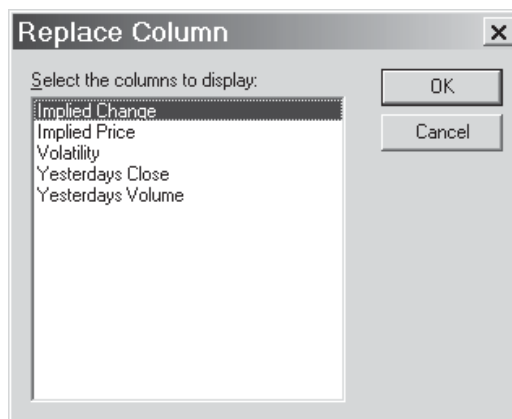 Replace Column
Select the columns to display:
Implied Change
Implied Price
Volatility
Yesterdays Close
Yesterdays Volume
OK
Cancel